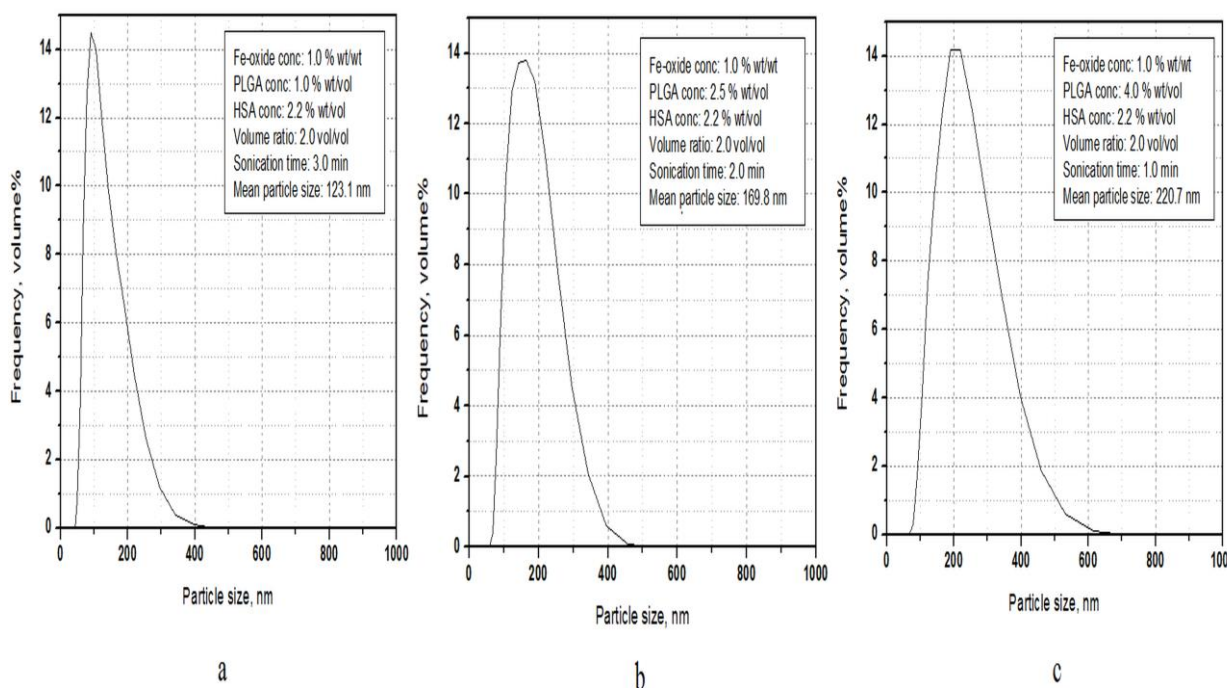 Frequency, volume%
14
12
10
8
6
4
2
0
0 200 400 600 800 1000
Particle size, nm
Fe-oxide conc: 1.0 % wt/wt
PLGA conc: 1.0 % wt/vol
HSA conc: 2.2 % wt/vol
Volume ratio: 2.0 vol/vol
Sonication time: 3.0 min
Mean particle size: 123.1 nm
a
Frequency, volume%
14
12
10
8
6
4
2
0
0 200 400 600 800 1000
Particle size, nm
Fe-oxide conc: 1.0 % wt/wt
PLGA conc: 2.5 % wt/vol
HSA conc: 2.2 % wt/vol
Volume ratio: 2.0 vol/vol
Sonication time: 2.0 min
Mean particle size: 169.8 nm
b
Frequency, volume%
14
12
10
8
6
4
2
0
0 200 400 600 800 1000
Particle size, nm
Fe-oxide conc: 1.0 % wt/wt
PLGA conc: 4.0 % wt/vol
HSA conc: 2.2 % wt/vol
Volume ratio: 2.0 vol/vol
Sonication time: 1.0 min
Mean particle size: 220.7 nm
c